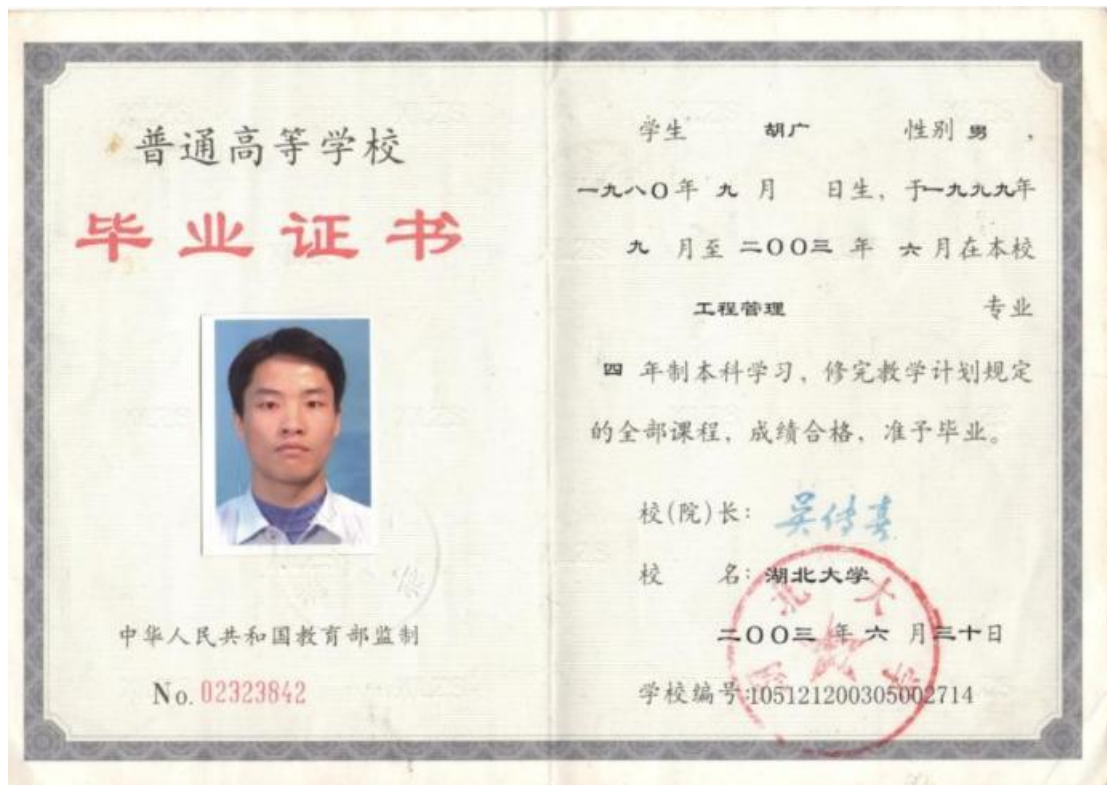 普通高等学校
毕业证书
中华人民共和国教育部监制
No. 02323842
学生 胡广 性别 男 ,
一九八〇年 九 月 日生, 于一九九九年
九 月至 二〇〇三 年 六 月在本校
工程管理 专业
四 年制本科学习, 修完教学计划规定
的全部课程, 成绩合格, 准予毕业。
校(院)长: 吴传喜
校 名: 湖北大学
二〇〇三 年 六 月三十日
学校编号:105121200305002714
湖北大学